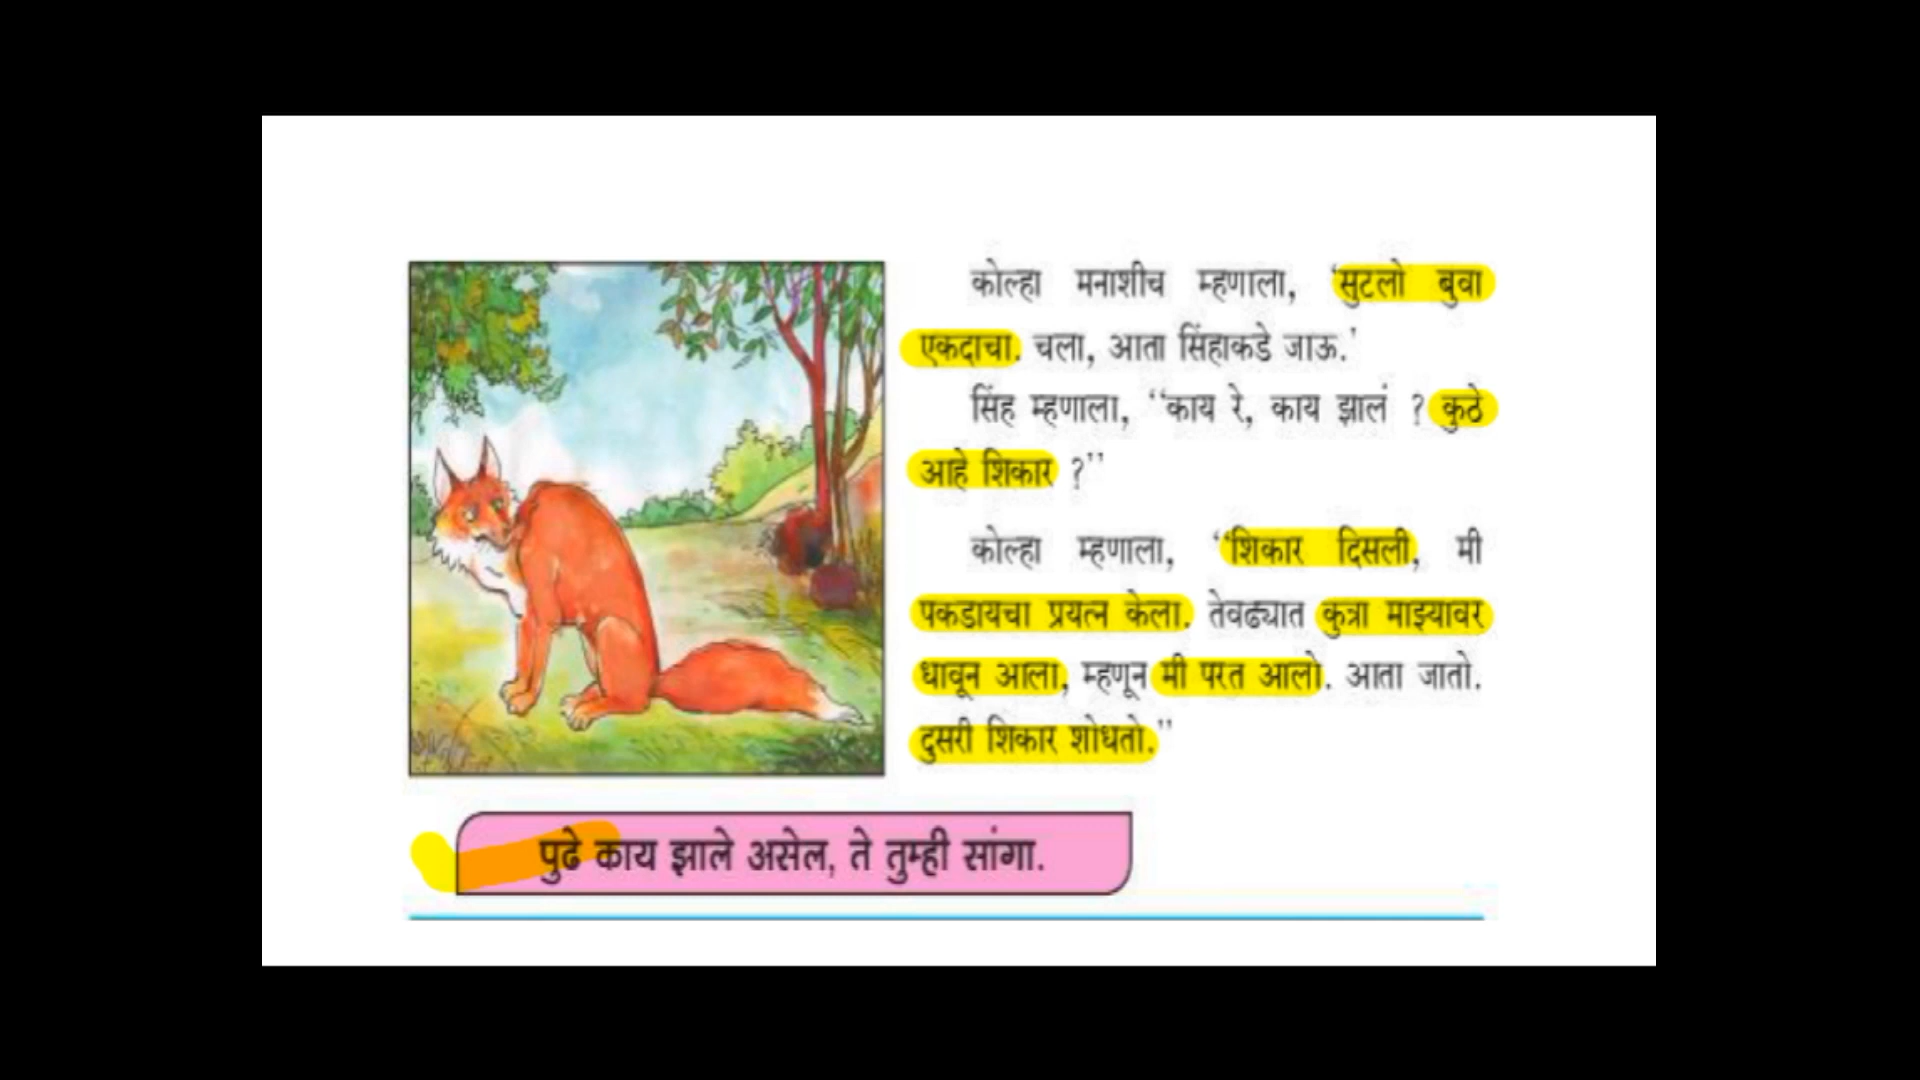 कोल्हा मनाशीच म्हणाला, ‘सुटलो बुवा
एकदाचा. चला, आता सिंहाकडे जाऊ.’
सिंह म्हणाला, ‘‘काय रे, काय झालं ? कुठे
आहे शिकार ?’’
कोल्हा म्हणाला, ‘‘शिकार दिसली, मी
पकडायचा प्रयत्न केला. तेवढ्यात कुत्रा माझ्यावर
धावून आला, म्हणून मी परत आलो. आता जातो.
दुसरी शिकार शोधतो.’’
पुढे काय झाले असेल, ते तुम्ही सांगा.